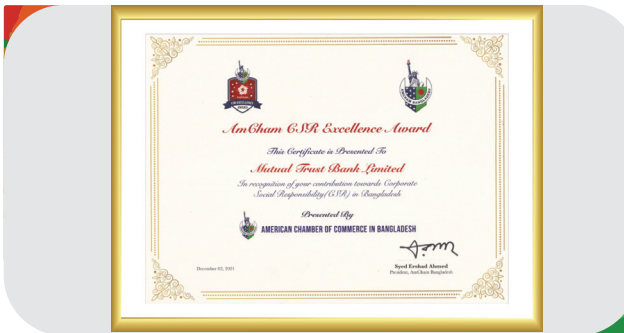 AmCham CSR Excellence Award
This Certificate is Presented To
Mutual Trust Bank Limited
In recognition of your contribution towards Corporate
Social Responsibility(CSR) in Bangladesh
Presented By
AMERICAN CHAMBER OF COMMERCE IN BANGLADESH
December 02, 2021
Syed Ershad Ahmed
President, AmCham Bangladesh